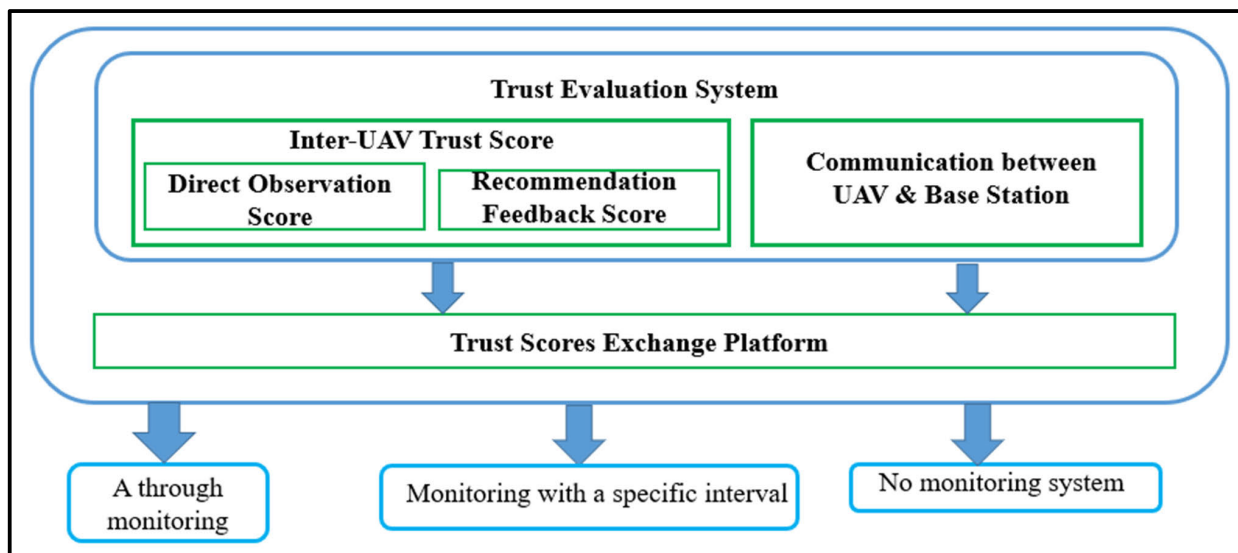 Trust Evaluation System
Inter-UAV Trust Score
Direct Observation
Score
Recommendation
Feedback Score
Communication between
UAV & Base Station
Trust Scores Exchange Platform
A through
monitoring
Monitoring with a specific interval
No monitoring system